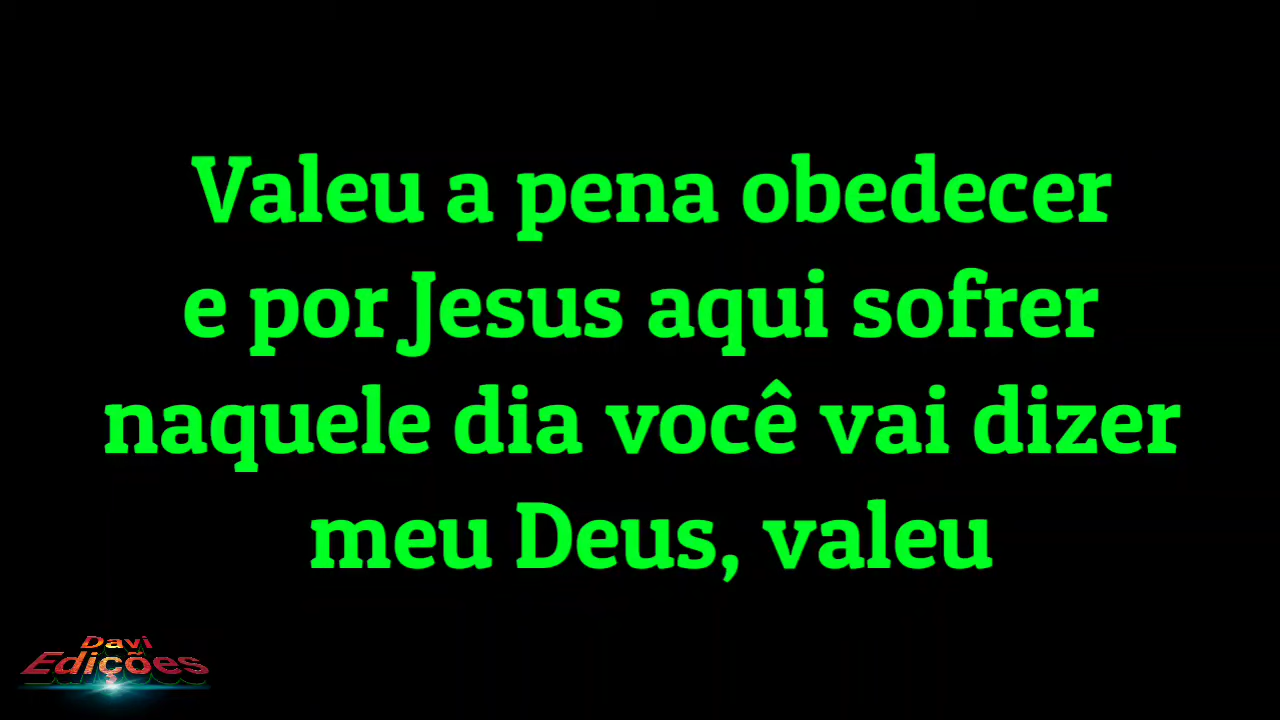 Valeu a pena obedecer
e por Jesus aqui sofrer
naquele dia você vai dizer
meu Deus, valeu
Davi
Edições